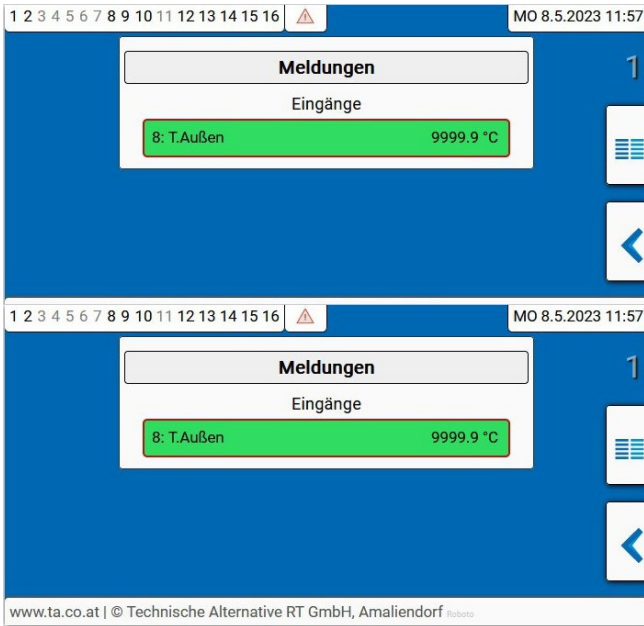 1 2 3 4 5 6 7 8 9 10 11 12 13 14 15 16 MO 8.5.2023 11:57
Meldungen
1
Eingänge
8: T.Außen 9999.9 °C
1 2 3 4 5 6 7 8 9 10 11 12 13 14 15 16 MO 8.5.2023 11:57
Meldungen
1
Eingänge
8: T.Außen 9999.9 °C
www.ta.co.at | © Technische Alternative RT GmbH, Amaliendorf Roboto